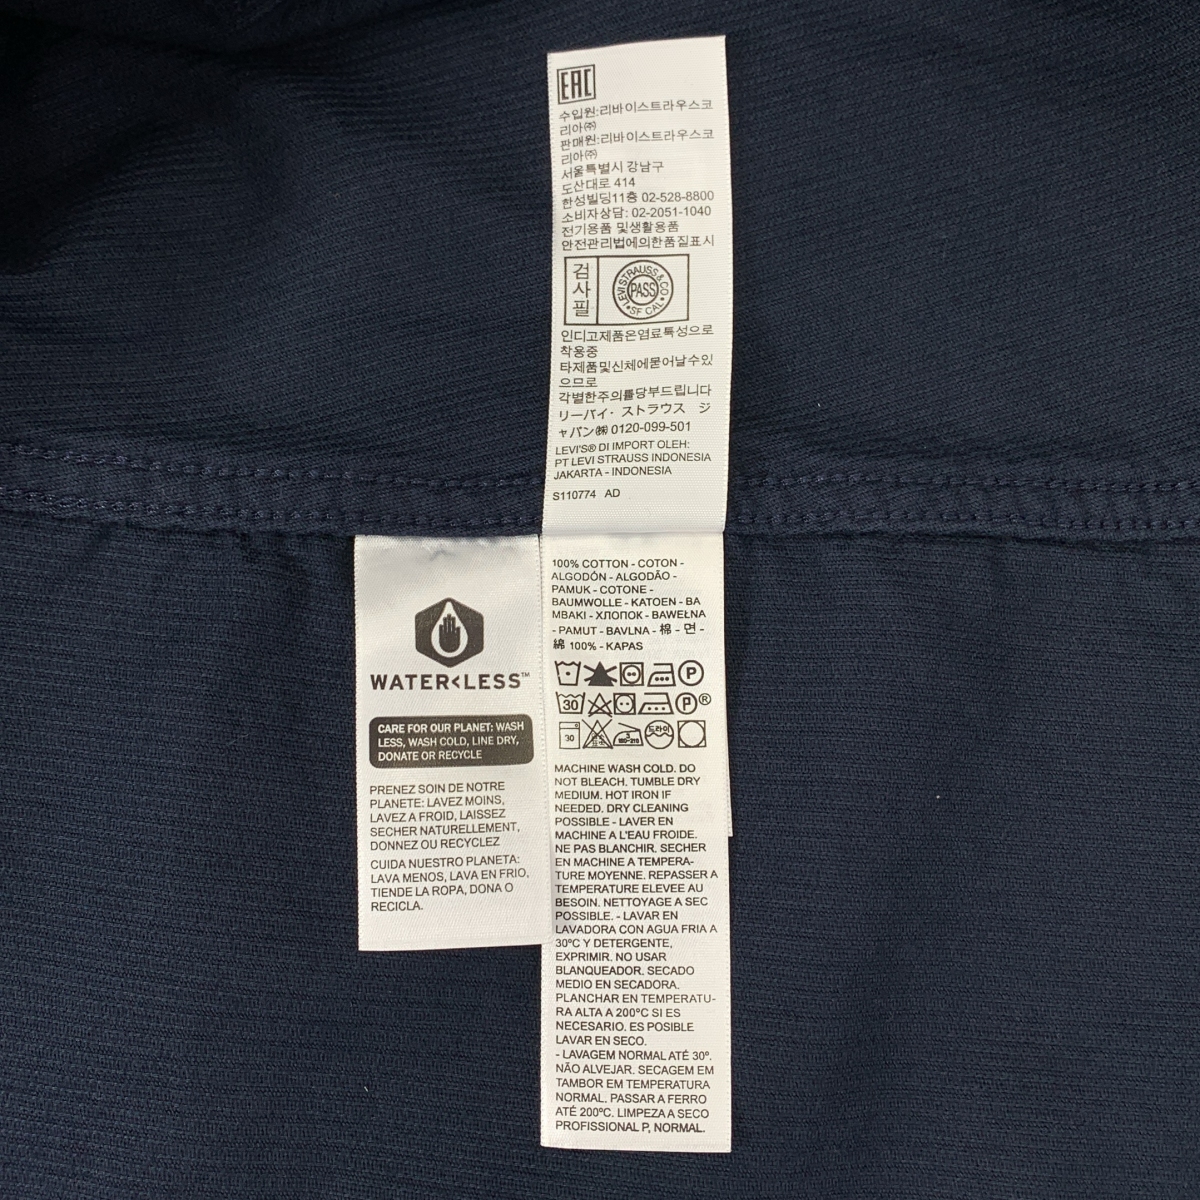 EAC
수입원:리바이스트라우스코
리아㈜
판매원:리바이스트라우스코
리아㈜
서울특별시 강남구
도산대로 414
한성빌딩11층 02-528-8800
소비자상담: 02-2051-1040
전기용품 및생활용품
안전관리법에의한품질표시
검사필
LEVI STRAUSS & CO
PASS
SF CAL
인디고제품은염료특성으로
착용중
타제품및신체에묻어날수있
으므로
각별한주의를당부드립니다
リーバイ・ストラウス ジ
ャパン㈱ 0120-099-501
LEVI'S® DI IMPORT OLEH:
PT LEVI STRAUSS INDONESIA
JAKARTA - INDONESIA
S110774 AD
WATER<LESS™
CARE FOR OUR PLANET: WASH
LESS, WASH COLD, LINE DRY,
DONATE OR RECYCLE
PRENEZ SOIN DE NOTRE
PLANETE: LAVEZ MOINS,
LAVEZ A FROID, LAISSEZ
SECHER NATURELLEMENT,
DONNEZ OU RECYCLEZ
CUIDA NUESTRO PLANETA:
LAVA MENOS, LAVA EN FRIO,
TIENDE LA ROPA, DONA O
RECICLA.
100% COTTON - COTON -
ALGODÓN - ALGODÃO -
PAMUK - COTONE -
BAUMWOLLE - KATOEN - BA
MBAKI - ХЛОПОК - BAWEŁNA
- PAMUT - BAVLNA - 棉 - 면 -
綿 100% - KAPAS
P
30 P ®
30 드라이
MACHINE WASH COLD. DO
NOT BLEACH. TUMBLE DRY
MEDIUM. HOT IRON IF
NEEDED. DRY CLEANING
POSSIBLE - LAVER EN
MACHINE A L'EAU FROIDE.
NE PAS BLANCHIR. SECHER
EN MACHINE A TEMPERA-
TURE MOYENNE. REPASSER A
TEMPERATURE ELEVEE AU
BESOIN. NETTOYAGE A SEC
POSSIBLE. - LAVAR EN
LAVADORA CON AGUA FRIA A
30ºC Y DETERGENTE,
EXPRIMIR. NO USAR
BLANQUEADOR. SECADO
MEDIO EN SECADORA.
PLANCHAR EN TEMPERATU-
RA ALTA A 200ºC SI ES
NECESARIO. ES POSIBLE
LAVAR EN SECO.
- LAVAGEM NORMAL ATÉ 30º.
NÃO ALVEJAR. SECAGEM EM
TAMBOR EM TEMPERATURA
NORMAL. PASSAR A FERRO
ATÉ 200ºC. LIMPEZA A SECO
PROFISSIONAL P, NORMAL.